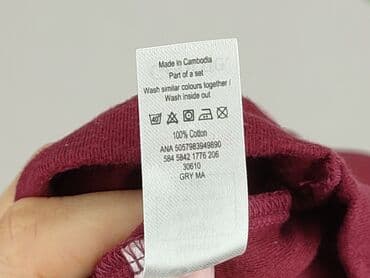 Made in Cambodia
Part of a set
Wash similar colours together /
Wash inside out
40
100% Cotton
ANA 5057983949890
584 5842 1776 206
30610
GRY MA